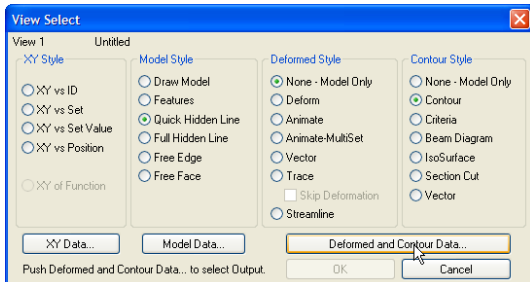 View Select
View 1 Untitled
XY Style
XY vs ID
XY vs Set
XY vs Set Value
XY vs Position
XY of Function
Model Style
Draw Model
Features
Quick Hidden Line
Full Hidden Line
Free Edge
Free Face
Deformed Style
None - Model Only
Deform
Animate
Animate-MultiSet
Vector
Trace
Skip Deformation
Streamline
Contour Style
None - Model Only
Contour
Criteria
Beam Diagram
IsoSurface
Section Cut
Vector
XY Data...
Model Data...
Deformed and Contour Data...
Push Deformed and Contour Data... to select Output.
OK
Cancel